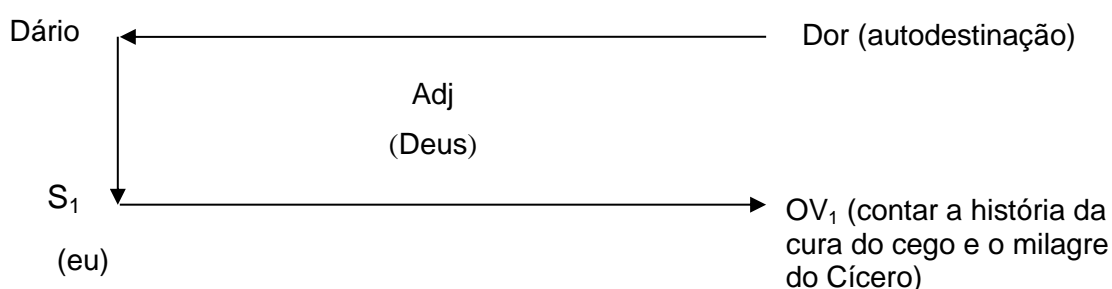 Dário
Dor (autodestinação)
Adj
(Deus)
S₁
OV₁ (contar a história da
cura do cego e o milagre
do Cícero)
(eu)